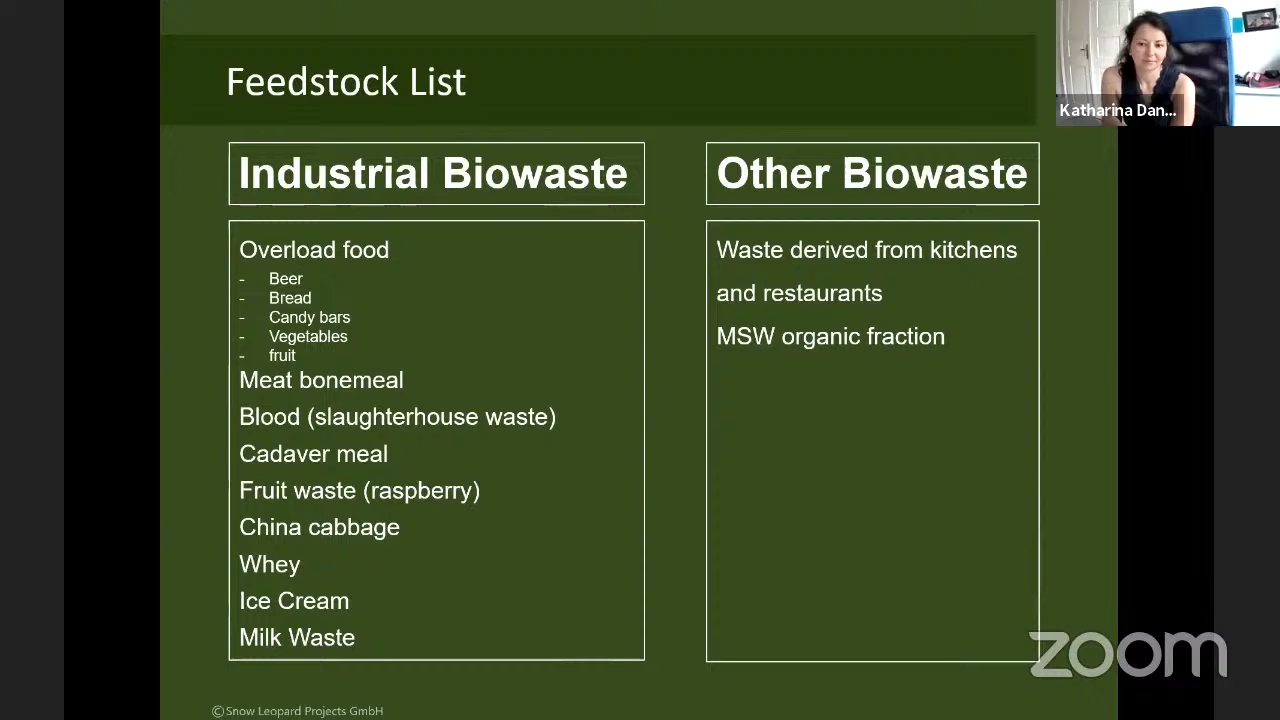 Feedstock List
Katharina Dan...
Industrial Biowaste
Other Biowaste
Overload food
- Beer
- Bread
- Candy bars
- Vegetables
- fruit
Meat bonemeal
Blood (slaughterhouse waste)
Cadaver meal
Fruit waste (raspberry)
China cabbage
Whey
Ice Cream
Milk Waste
Waste derived from kitchens
and restaurants
MSW organic fraction
zoom
©Snow Leopard Projects GmbH